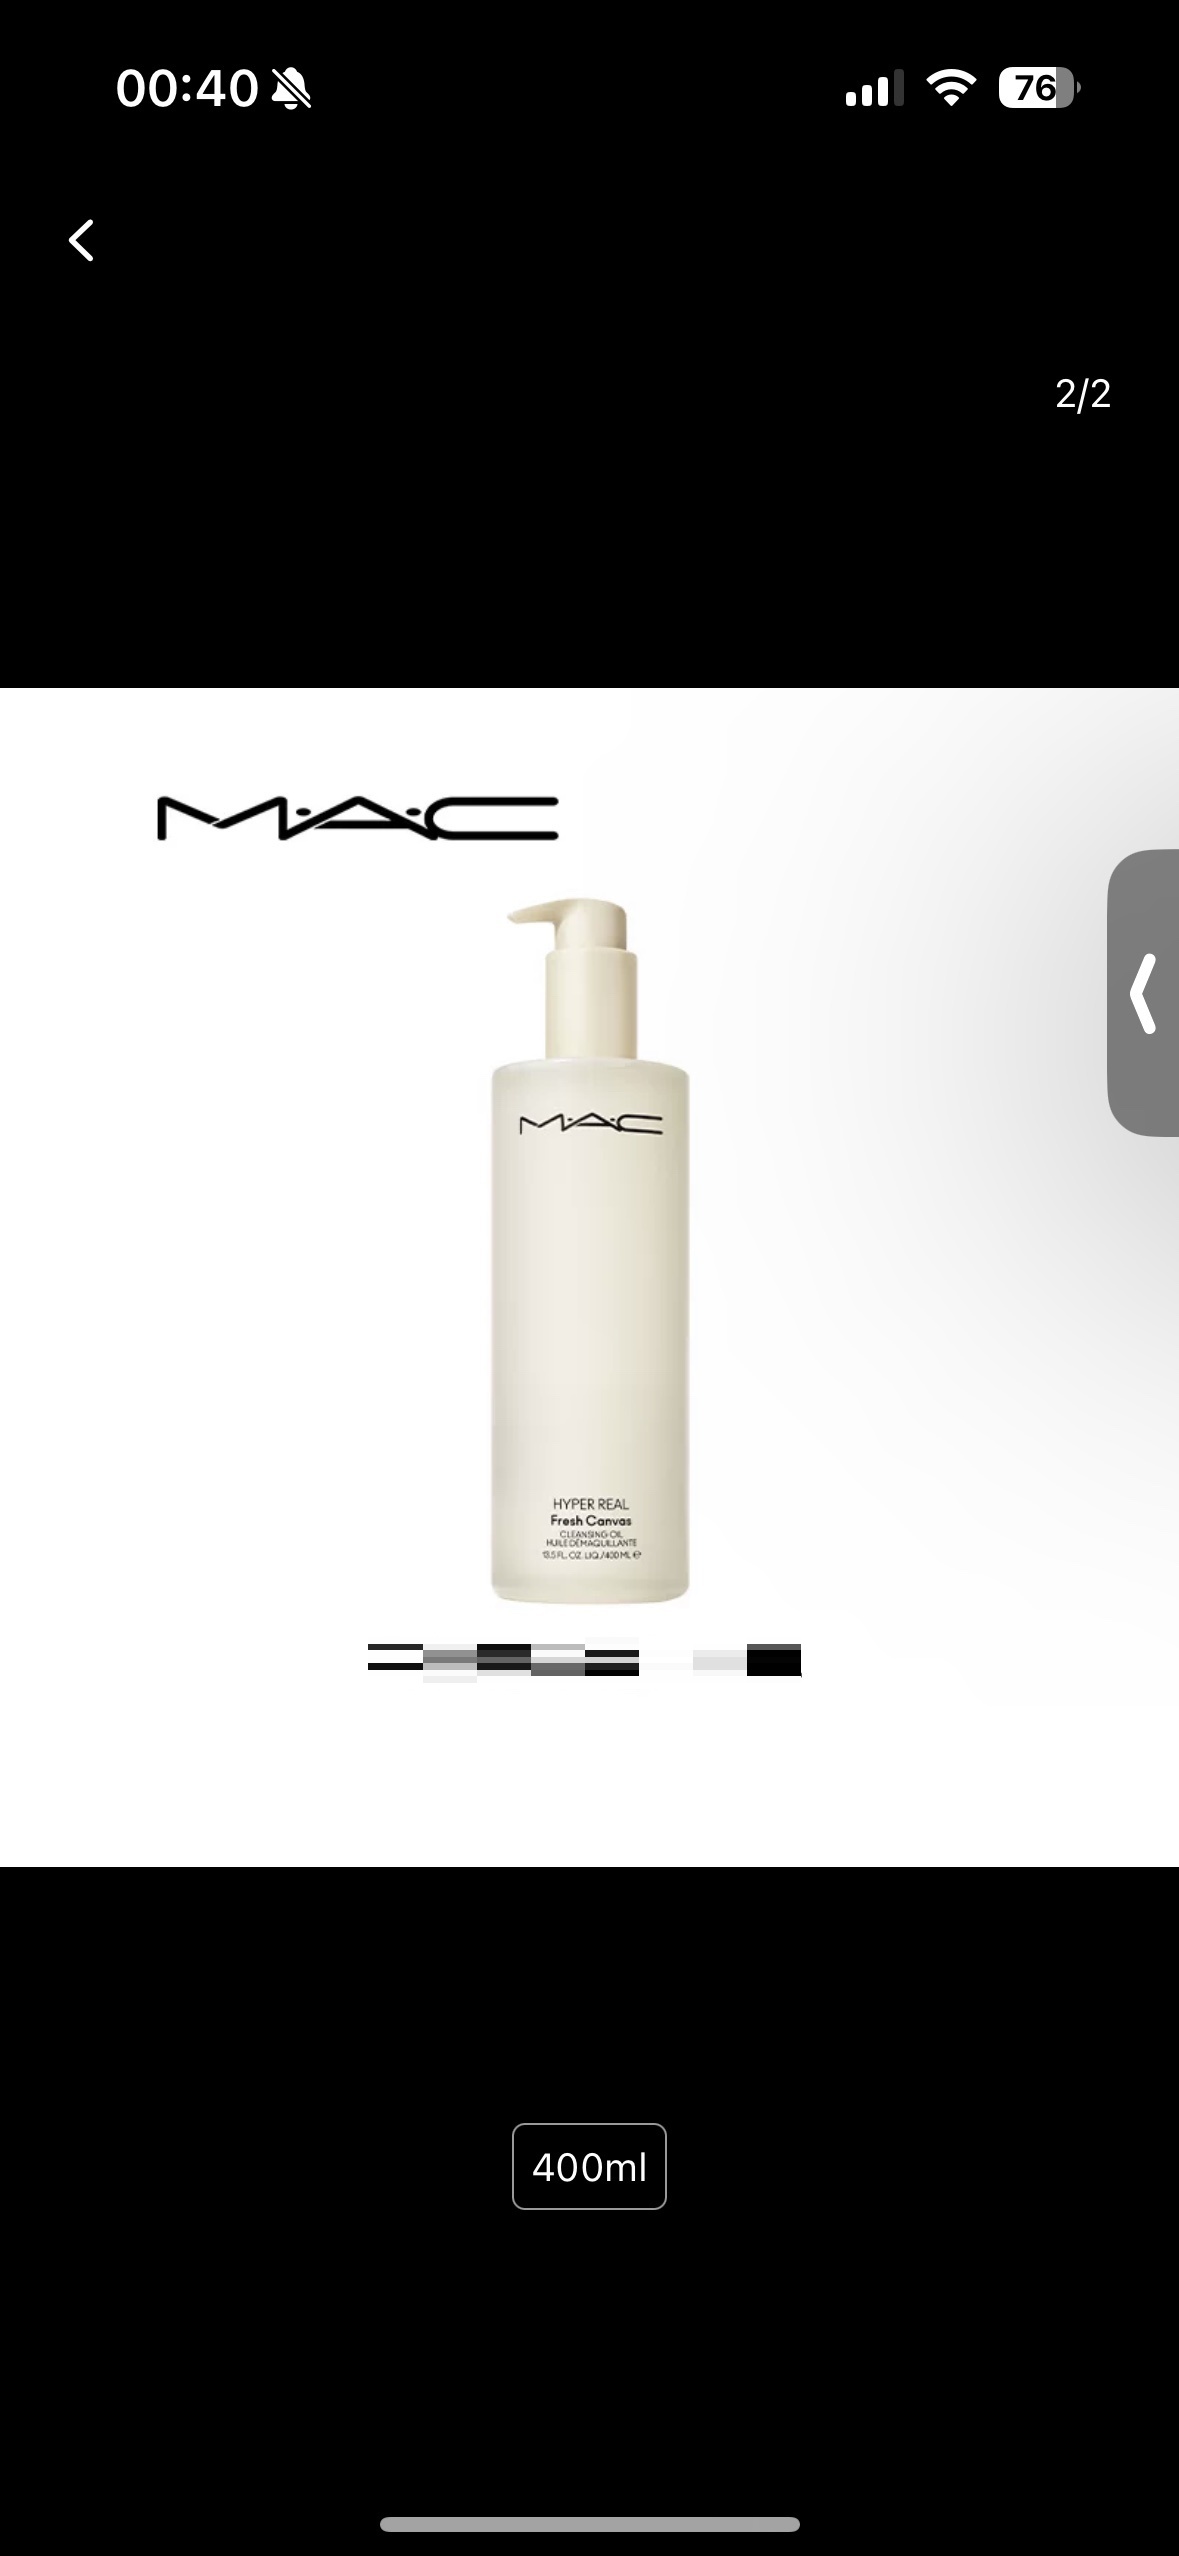 00:40
76
2/2
M·A·C
M·A·C
HYPER REAL
Fresh Canvas
CLEANSING OIL
HUILE DÉMAQUILLANTE
13.5 FL. OZ. LIQ./400 ML ℮
400ml